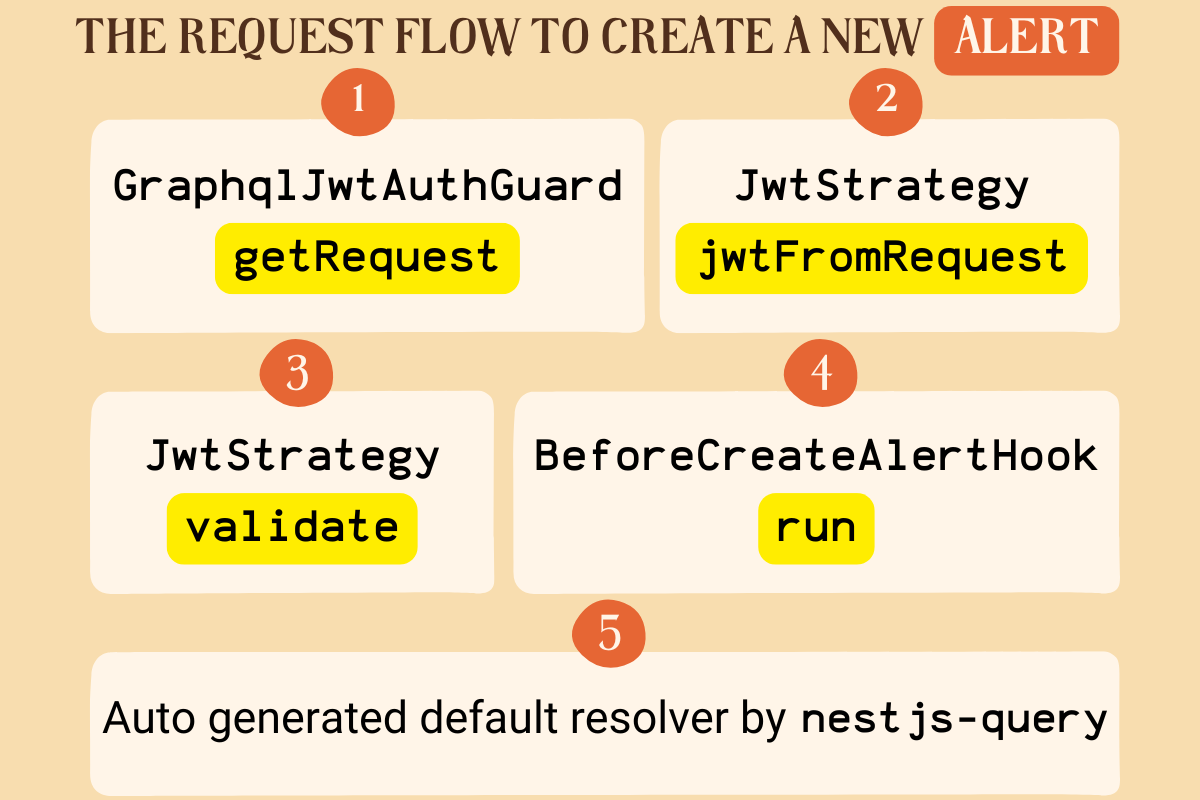 THE REQUEST FLOW TO CREATE A NEW ALERT
1
GraphqlJwtAuthGuard
getRequest
2
JwtStrategy
jwtFromRequest
3
JwtStrategy
validate
4
BeforeCreateAlertHook
run
5
Auto generated default resolver by nestjs-query